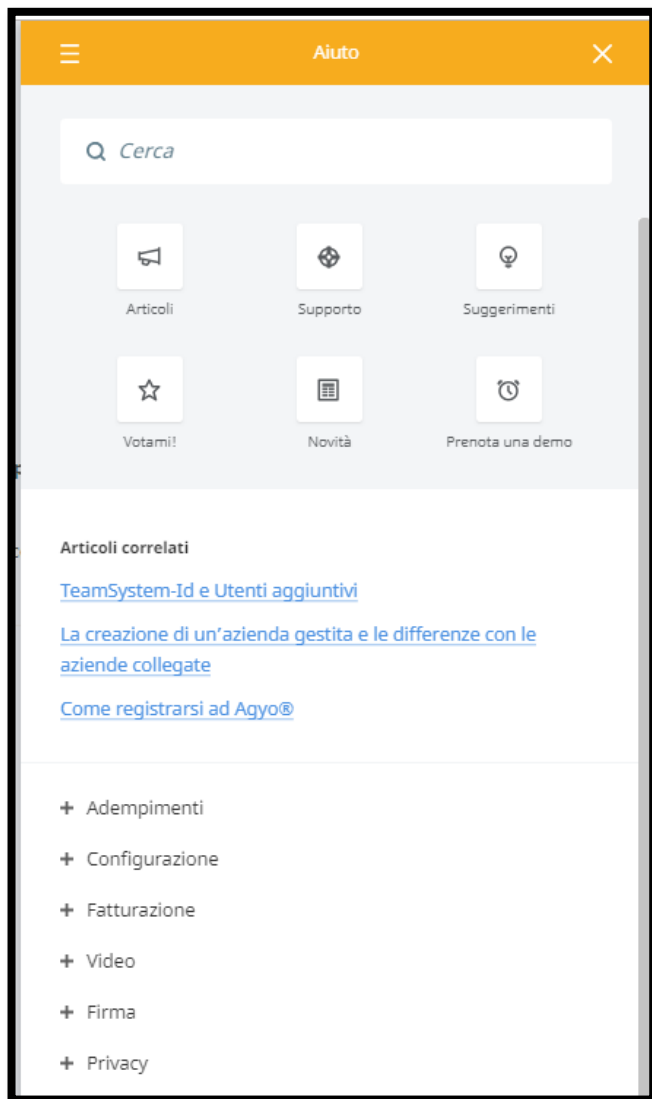 Aiuto
Cerca
Articoli
Supporto
Suggerimenti
Votami!
Novità
Prenota una demo
Articoli correlati
TeamSystem-Id e Utenti aggiuntivi
La creazione di un'azienda gestita e le differenze con le
aziende collegate
Come registrarsi ad Agyo®
+ Adempimenti
+ Configurazione
+ Fatturazione
+ Video
+ Firma
+ Privacy